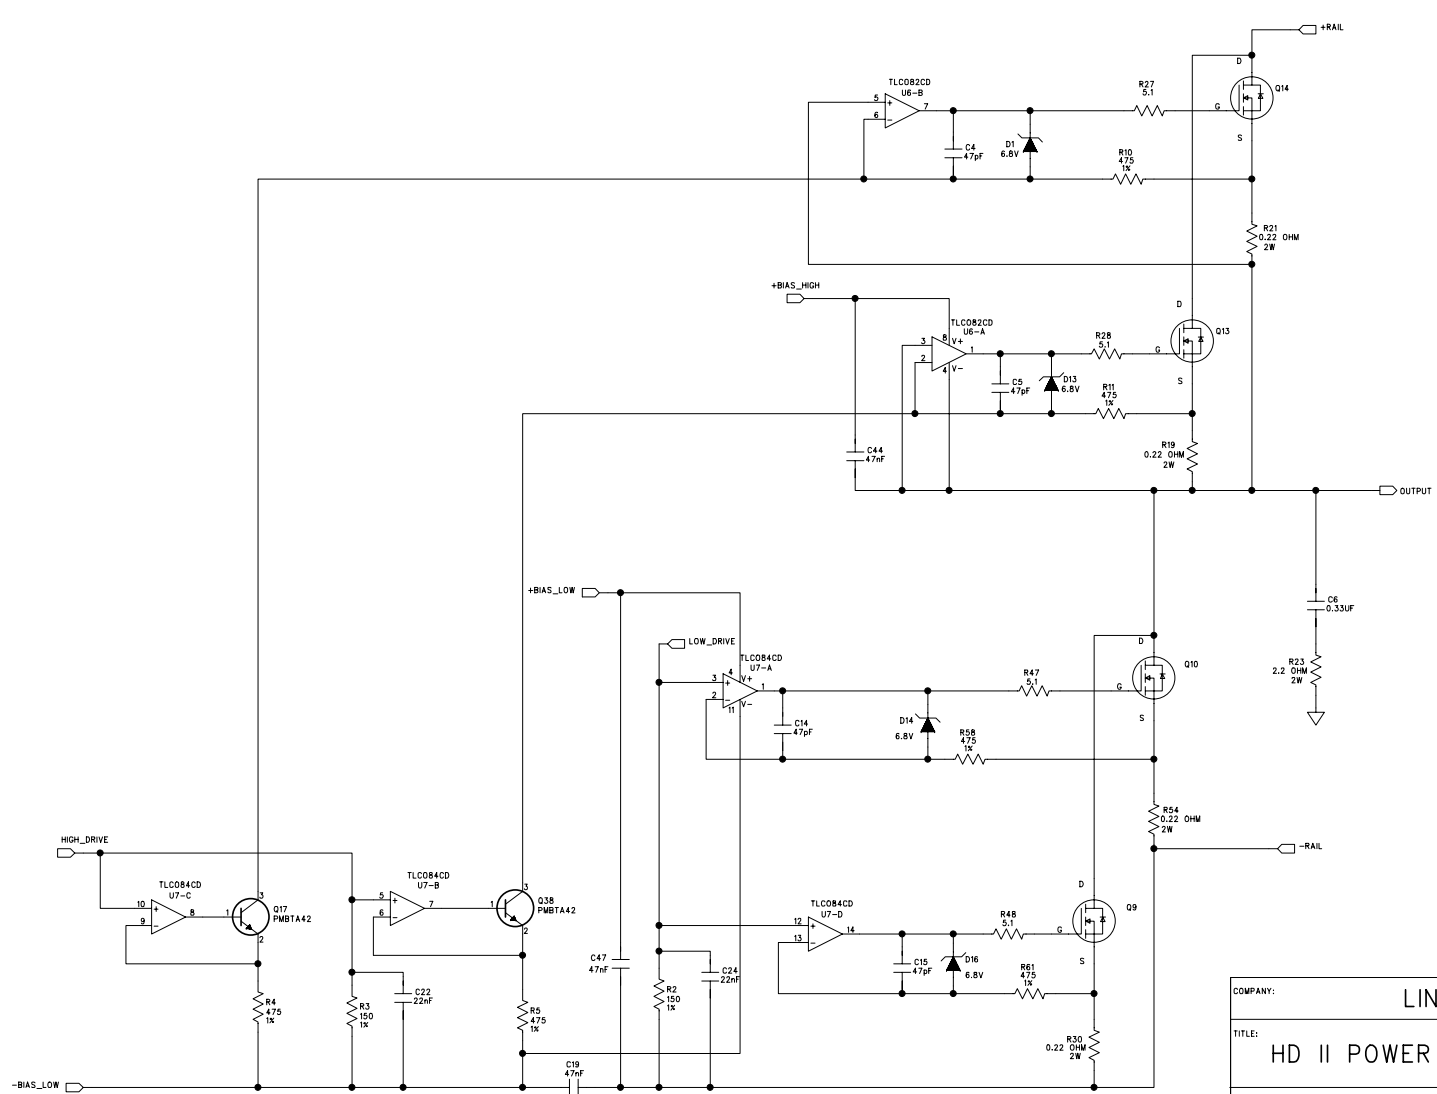 +RAIL
D
Q14
G
S
R27
5.1
TLC082CD
U6-B
5
+
6
-
7
C4
47pF
D1
6.8V
R10
475
1%
R21
0.22 OHM
2W
+BIAS_HIGH
D
Q13
G
S
TLC082CD
U6-A
8
V+
3
+
2
-
1
4
V-
R28
5.1
C5
47pF
D13
6.8V
R11
475
1%
R19
0.22 OHM
2W
C44
47nF
OUTPUT
+BIAS_LOW
C6
0.33UF
LOW_DRIVE
D
Q10
G
S
TLC084CD
U7-A
4
V+
3
+
2
-
1
11
V-
R47
5.1
R23
2.2 OHM
2W
C14
47pF
D14
6.8V
R58
475
1%
R54
0.22 OHM
2W
HIGH_DRIVE
-RAIL
TLC084CD
U7-C
10
+
9
-
8
1
3
2
Q17
PMBTA42
TLC084CD
U7-B
5
+
6
-
7
1
3
2
Q38
PMBTA42
TLC084CD
U7-D
12
+
13
-
14
R48
5.1
D
Q9
G
S
C47
47nF
C24
22nF
C15
47pF
D16
6.8V
R61
475
1%
R2
150
1%
R4
475
1%
R3
150
1%
C22
22nF
R5
475
1%
R30
0.22 OHM
2W
C19
47nF
-BIAS_LOW
COMPANY:
LIN
TITLE:
HD II POWER